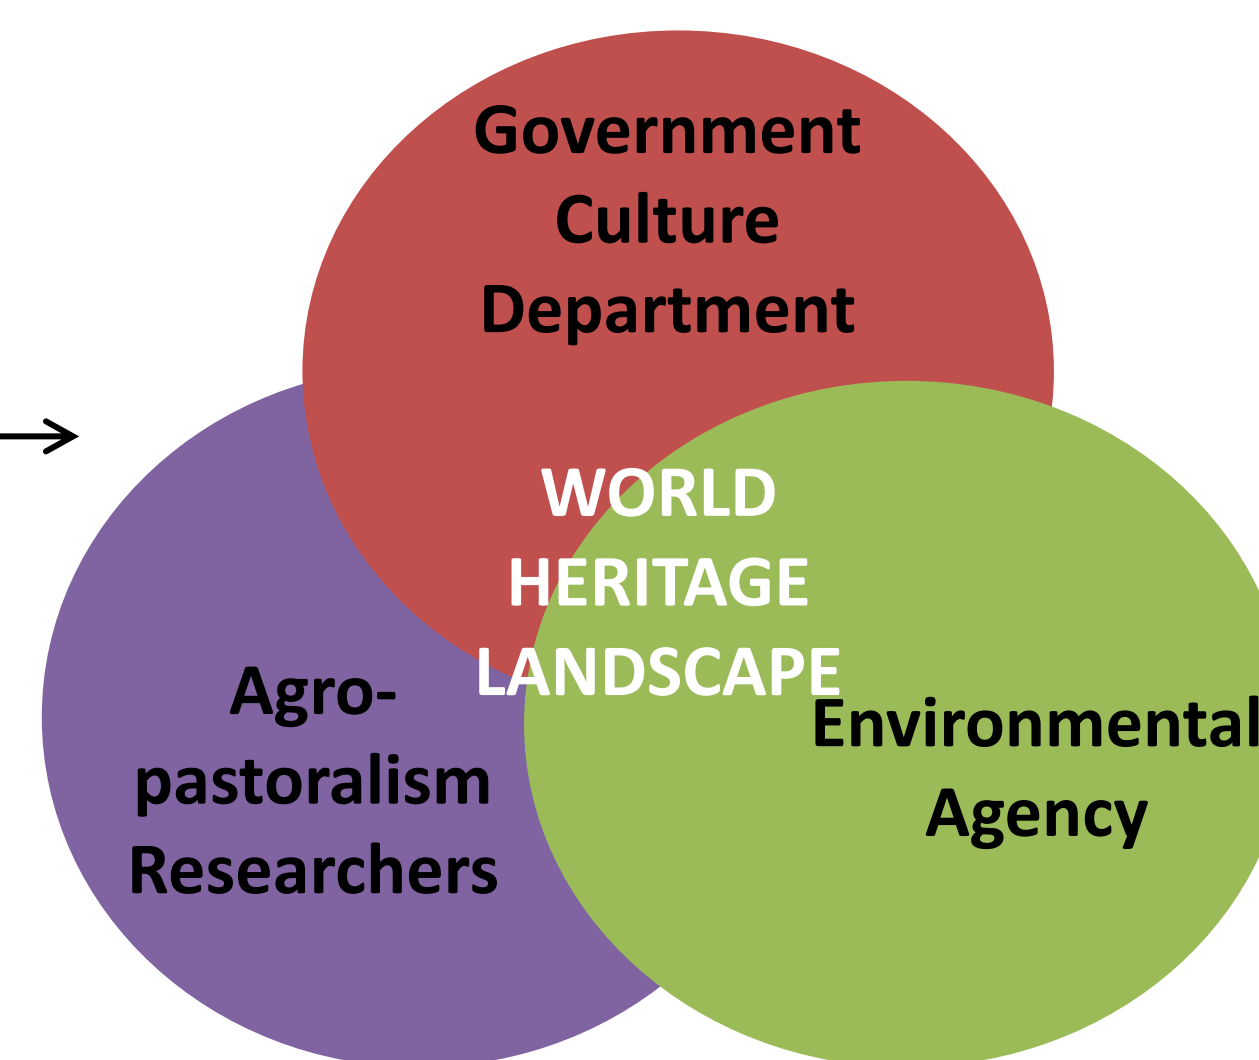 Government
Culture
Department
WORLD
HERITAGE
LANDSCAPE
Agro-
pastoralism
Researchers
Environmental
Agency